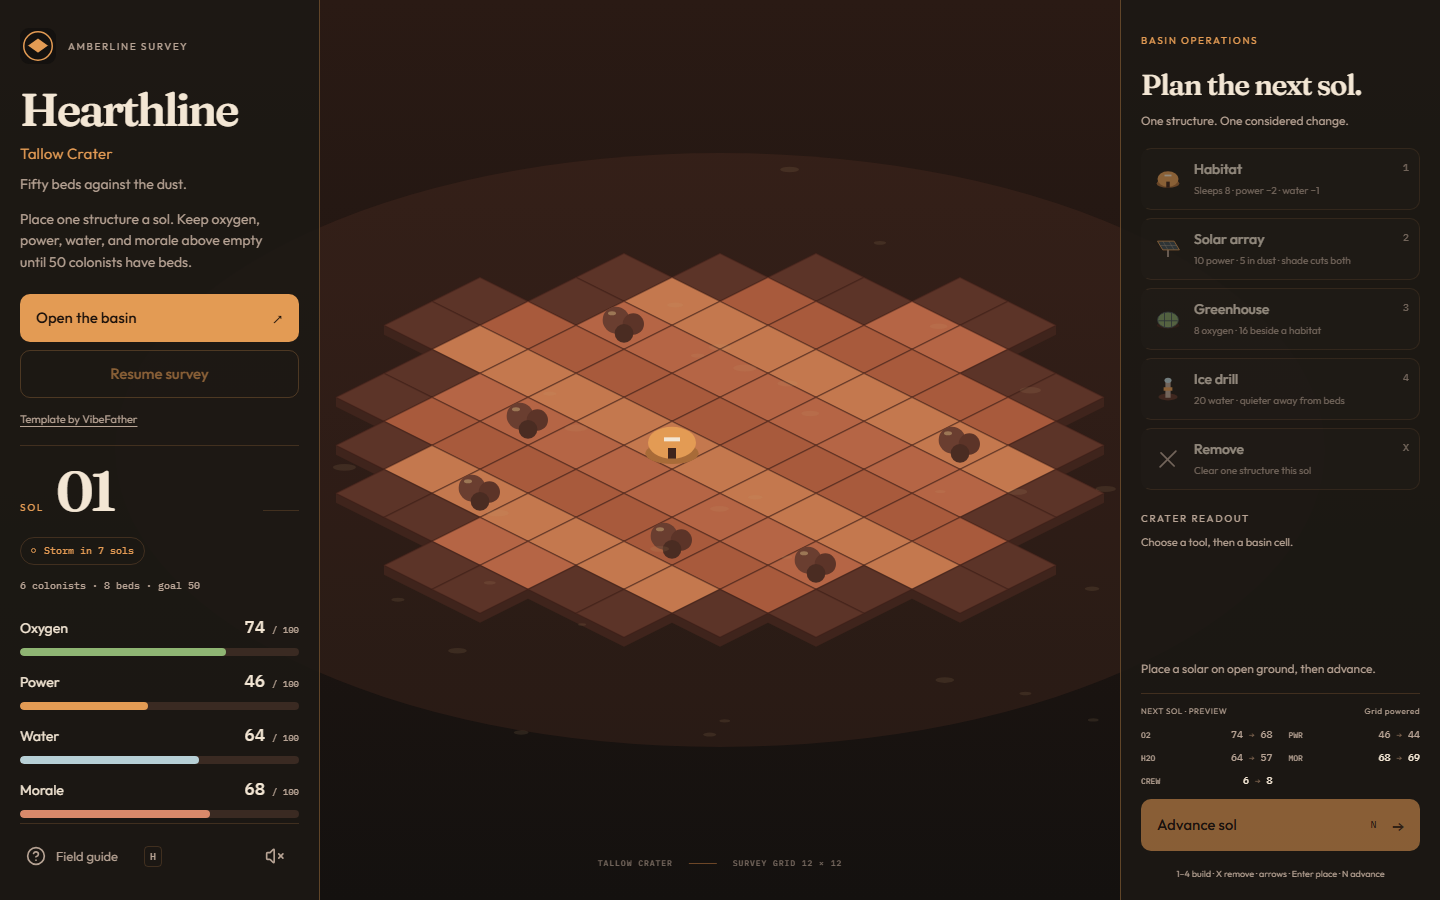 AMBERLINE SURVEY
Hearthline
Tallow Crater
Fifty beds against the dust.
Place one structure a sol. Keep oxygen,
power, water, and morale above empty
until 50 colonists have beds.
Open the basin ↗
Resume survey
Template by VibeFather
SOL 01
Storm in 7 sols
6 colonists · 8 beds · goal 50
Oxygen 74 / 100
Power 46 / 100
Water 64 / 100
Morale 68 / 100
Field guide H
TALLOW CRATER — SURVEY GRID 12 × 12
BASIN OPERATIONS
Plan the next sol.
One structure. One considered change.
Habitat 1
Sleeps 8 · power −2 · water −1
Solar array 2
10 power · 5 in dust · shade cuts both
Greenhouse 3
8 oxygen · 16 beside a habitat
Ice drill 4
20 water · quieter away from beds
Remove X
Clear one structure this sol
CRATER READOUT
Choose a tool, then a basin cell.
Place a solar on open ground, then advance.
NEXT SOL · PREVIEW Grid powered
O2 74 → 68 PWR 46 → 44
H2O 64 → 57 MOR 68 → 69
CREW 6 → 8
Advance sol N →
1–4 build · X remove · arrows · Enter place · N advance